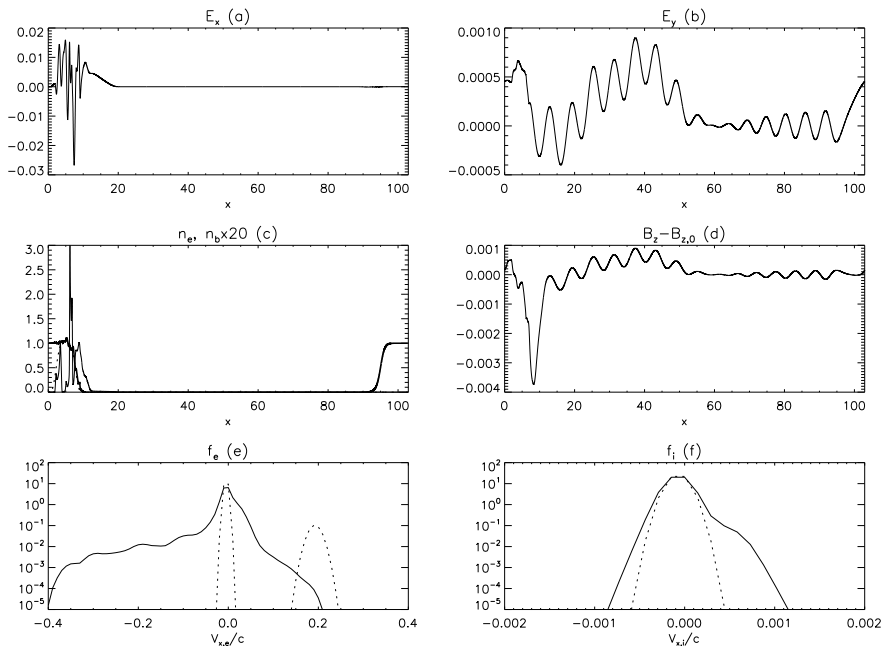 E_x (a)
0.02
0.01
0.00
−0.01
−0.02
−0.03
0 20 40 60 80 100
x
E_y (b)
0.0010
0.0005
0.0000
−0.0005
0 20 40 60 80 100
x
n_e, n_b x20 (c)
3.0
2.5
2.0
1.5
1.0
0.5
0.0
0 20 40 60 80 100
x
B_z−B_z,0 (d)
0.001
0.000
−0.001
−0.002
−0.003
−0.004
0 20 40 60 80 100
x
f_e (e)
10^2
10^1
10^0
10^−1
10^−2
10^−3
10^−4
10^−5
−0.4 −0.2 0.0 0.2 0.4
V_x,e/c
f_i (f)
10^2
10^1
10^0
10^−1
10^−2
10^−3
10^−4
10^−5
−0.002 −0.001 0.000 0.001 0.002
V_x,i/c